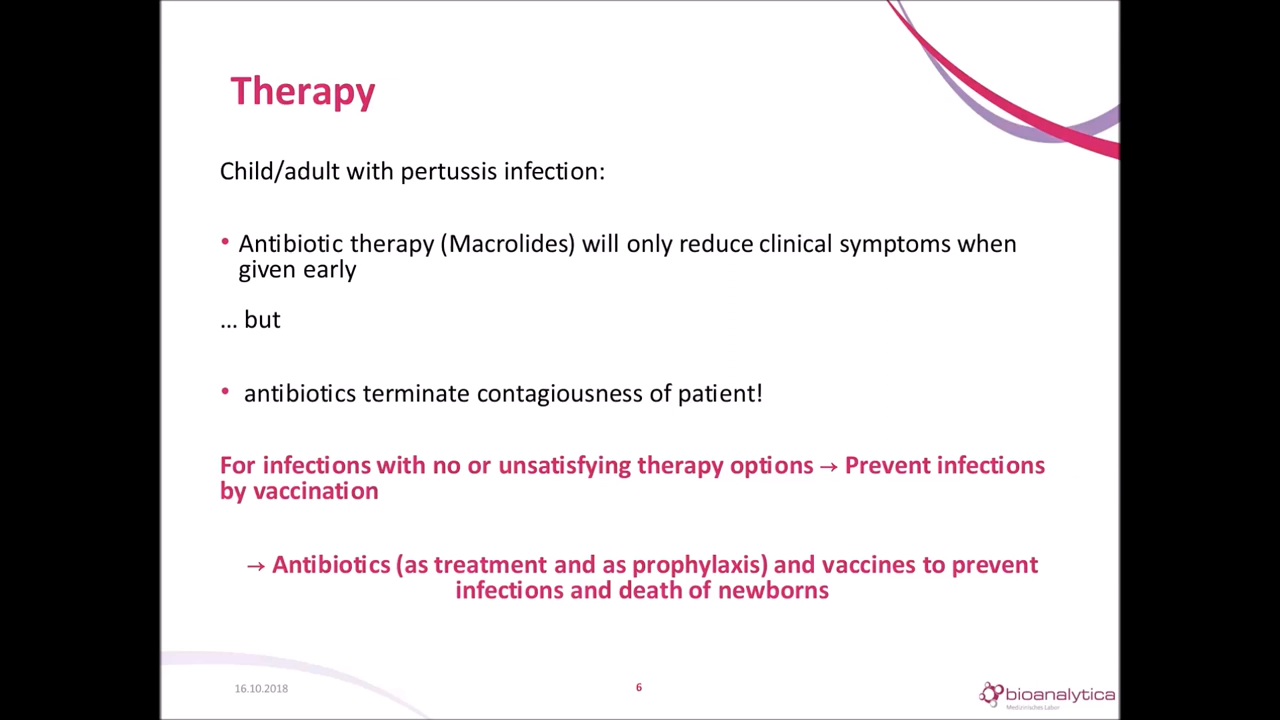 Therapy
Child/adult with pertussis infection:
• Antibiotic therapy (Macrolides) will only reduce clinical symptoms when
given early
... but
• antibiotics terminate contagiousness of patient!
For infections with no or unsatisfying therapy options → Prevent infections
by vaccination
→ Antibiotics (as treatment and as prophylaxis) and vaccines to prevent
infections and death of newborns
16.10.2018
6
bioanalytica
Medizinisches Labor